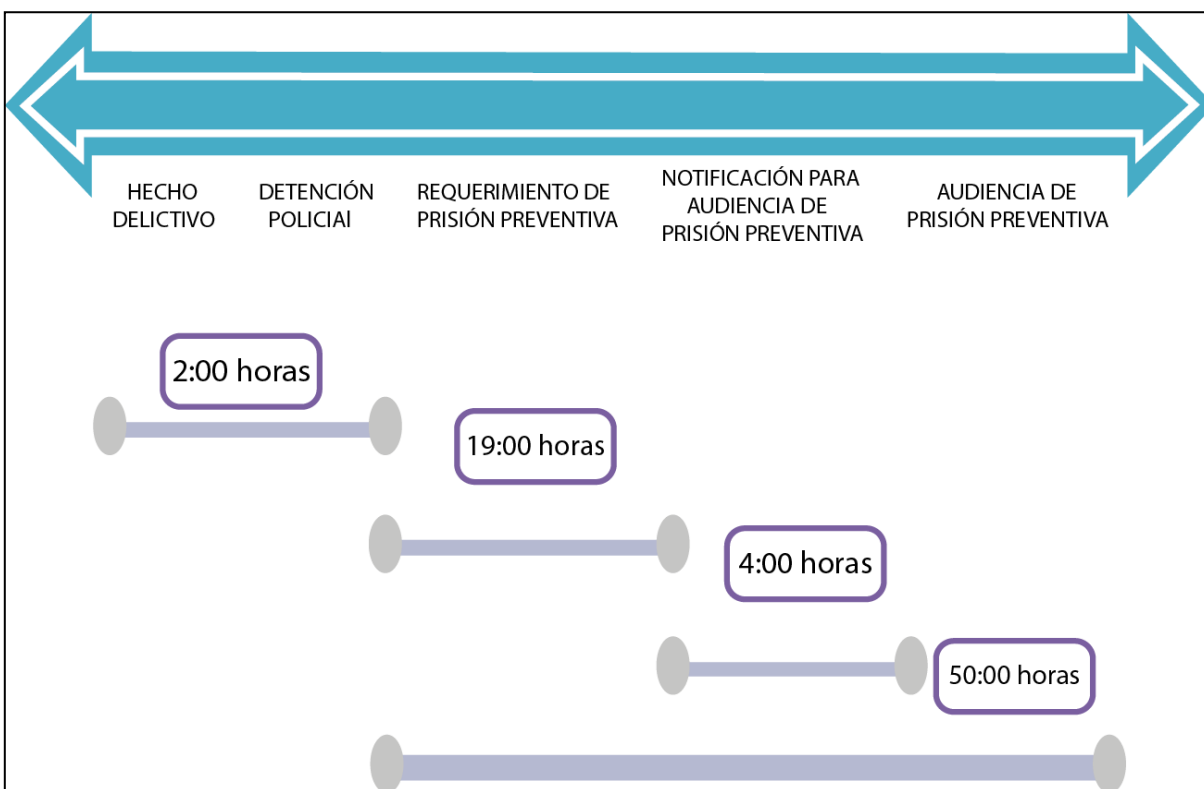 HECHO
DELICTIVO
DETENCIÓN
POLICIAl
REQUERIMIENTO DE
PRISIÓN PREVENTIVA
NOTIFICACIÓN PARA
AUDIENCIA DE
PRISIÓN PREVENTIVA
AUDIENCIA DE
PRISIÓN PREVENTIVA
2:00 horas
19:00 horas
4:00 horas
50:00 horas